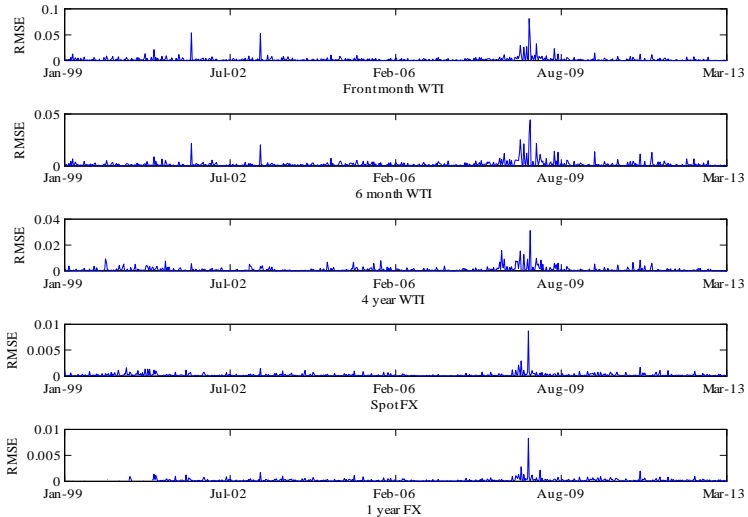 0.1
0.05
0
RMSE
Jan-99 Jul-02 Feb-06 Aug-09 Mar-13
Front month WTI
0.05
0
RMSE
Jan-99 Jul-02 Feb-06 Aug-09 Mar-13
6 month WTI
0.04
0.02
0
RMSE
Jan-99 Jul-02 Feb-06 Aug-09 Mar-13
4 year WTI
0.01
0.005
0
RMSE
Jan-99 Jul-02 Feb-06 Aug-09 Mar-13
Spot FX
0.01
0.005
0
RMSE
Jan-99 Jul-02 Feb-06 Aug-09 Mar-13
1 year FX